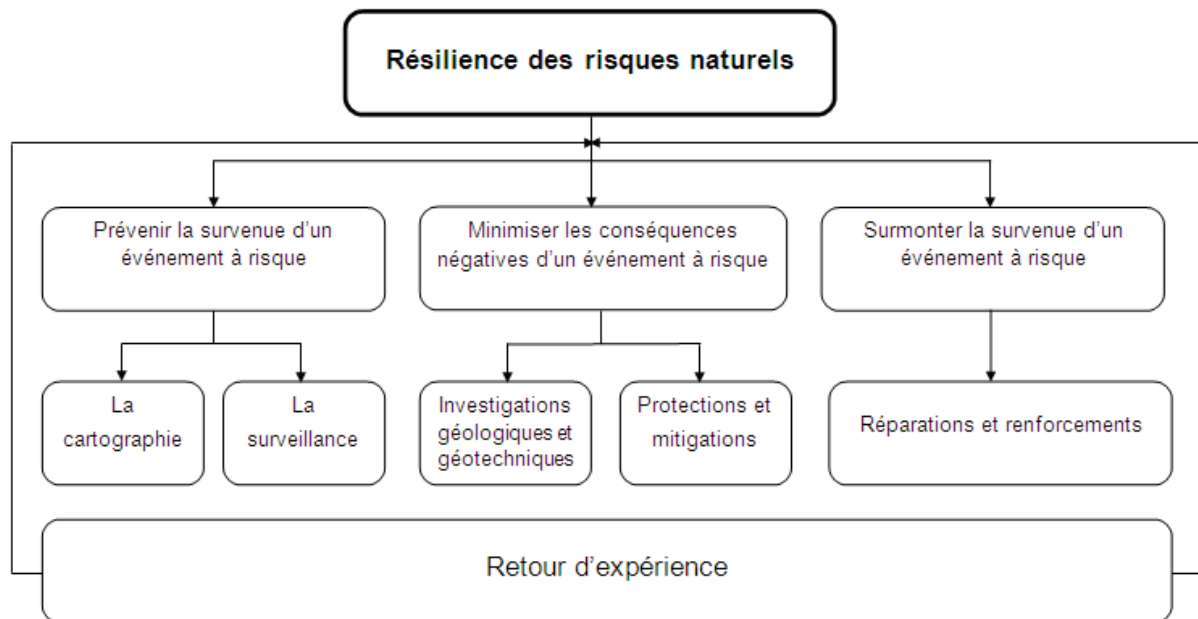 Résilience des risques naturels
Prévenir la survenue d'un
événement à risque
Minimiser les conséquences
négatives d'un événement à risque
Surmonter la survenue d'un
événement à risque
La
cartographie
La
surveillance
Investigations
géologiques et
géotechniques
Protections et
mitigations
Réparations et renforcements
Retour d'expérience